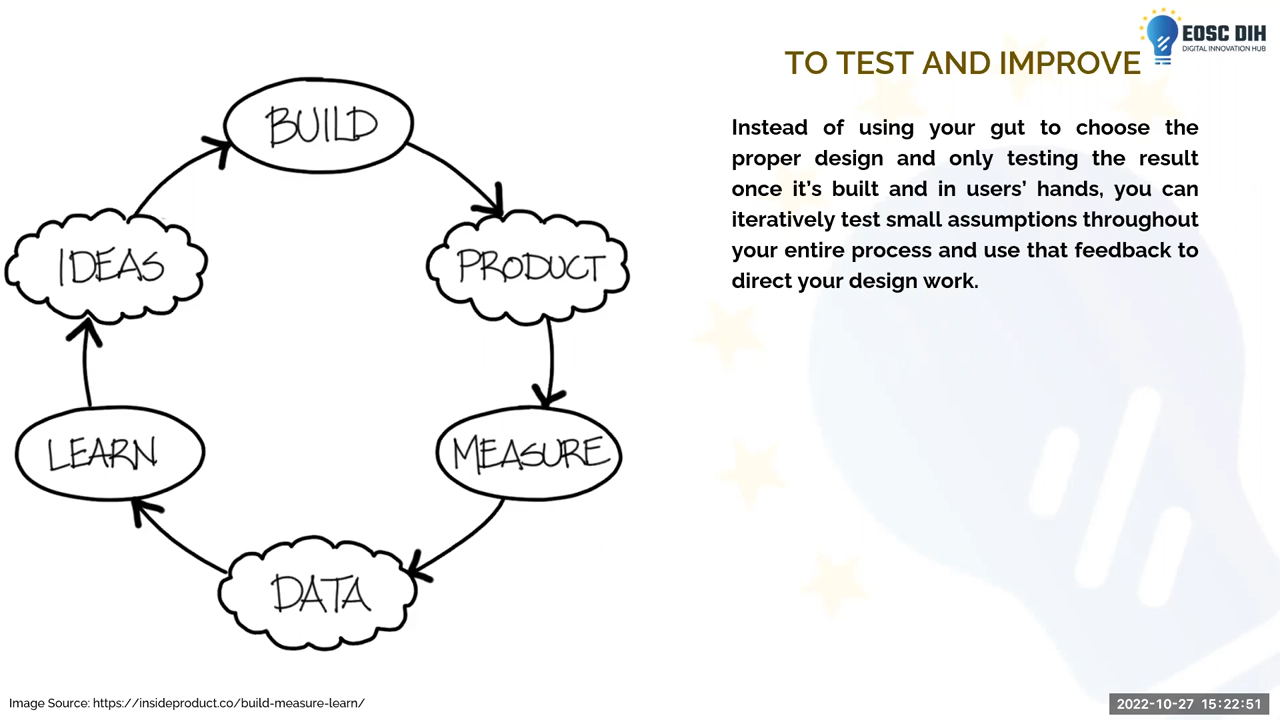 EOSC DIH
DIGITAL INNOVATION HUB
TO TEST AND IMPROVE
Instead of using your gut to choose the
proper design and only testing the result
once it’s built and in users’ hands, you can
iteratively test small assumptions throughout
your entire process and use that feedback to
direct your design work.
BUILD
PRODUCT
MEASURE
DATA
LEARN
IDEAS
Image Source: https://insideproduct.co/build-measure-learn/
2022-10-27 15:22:51